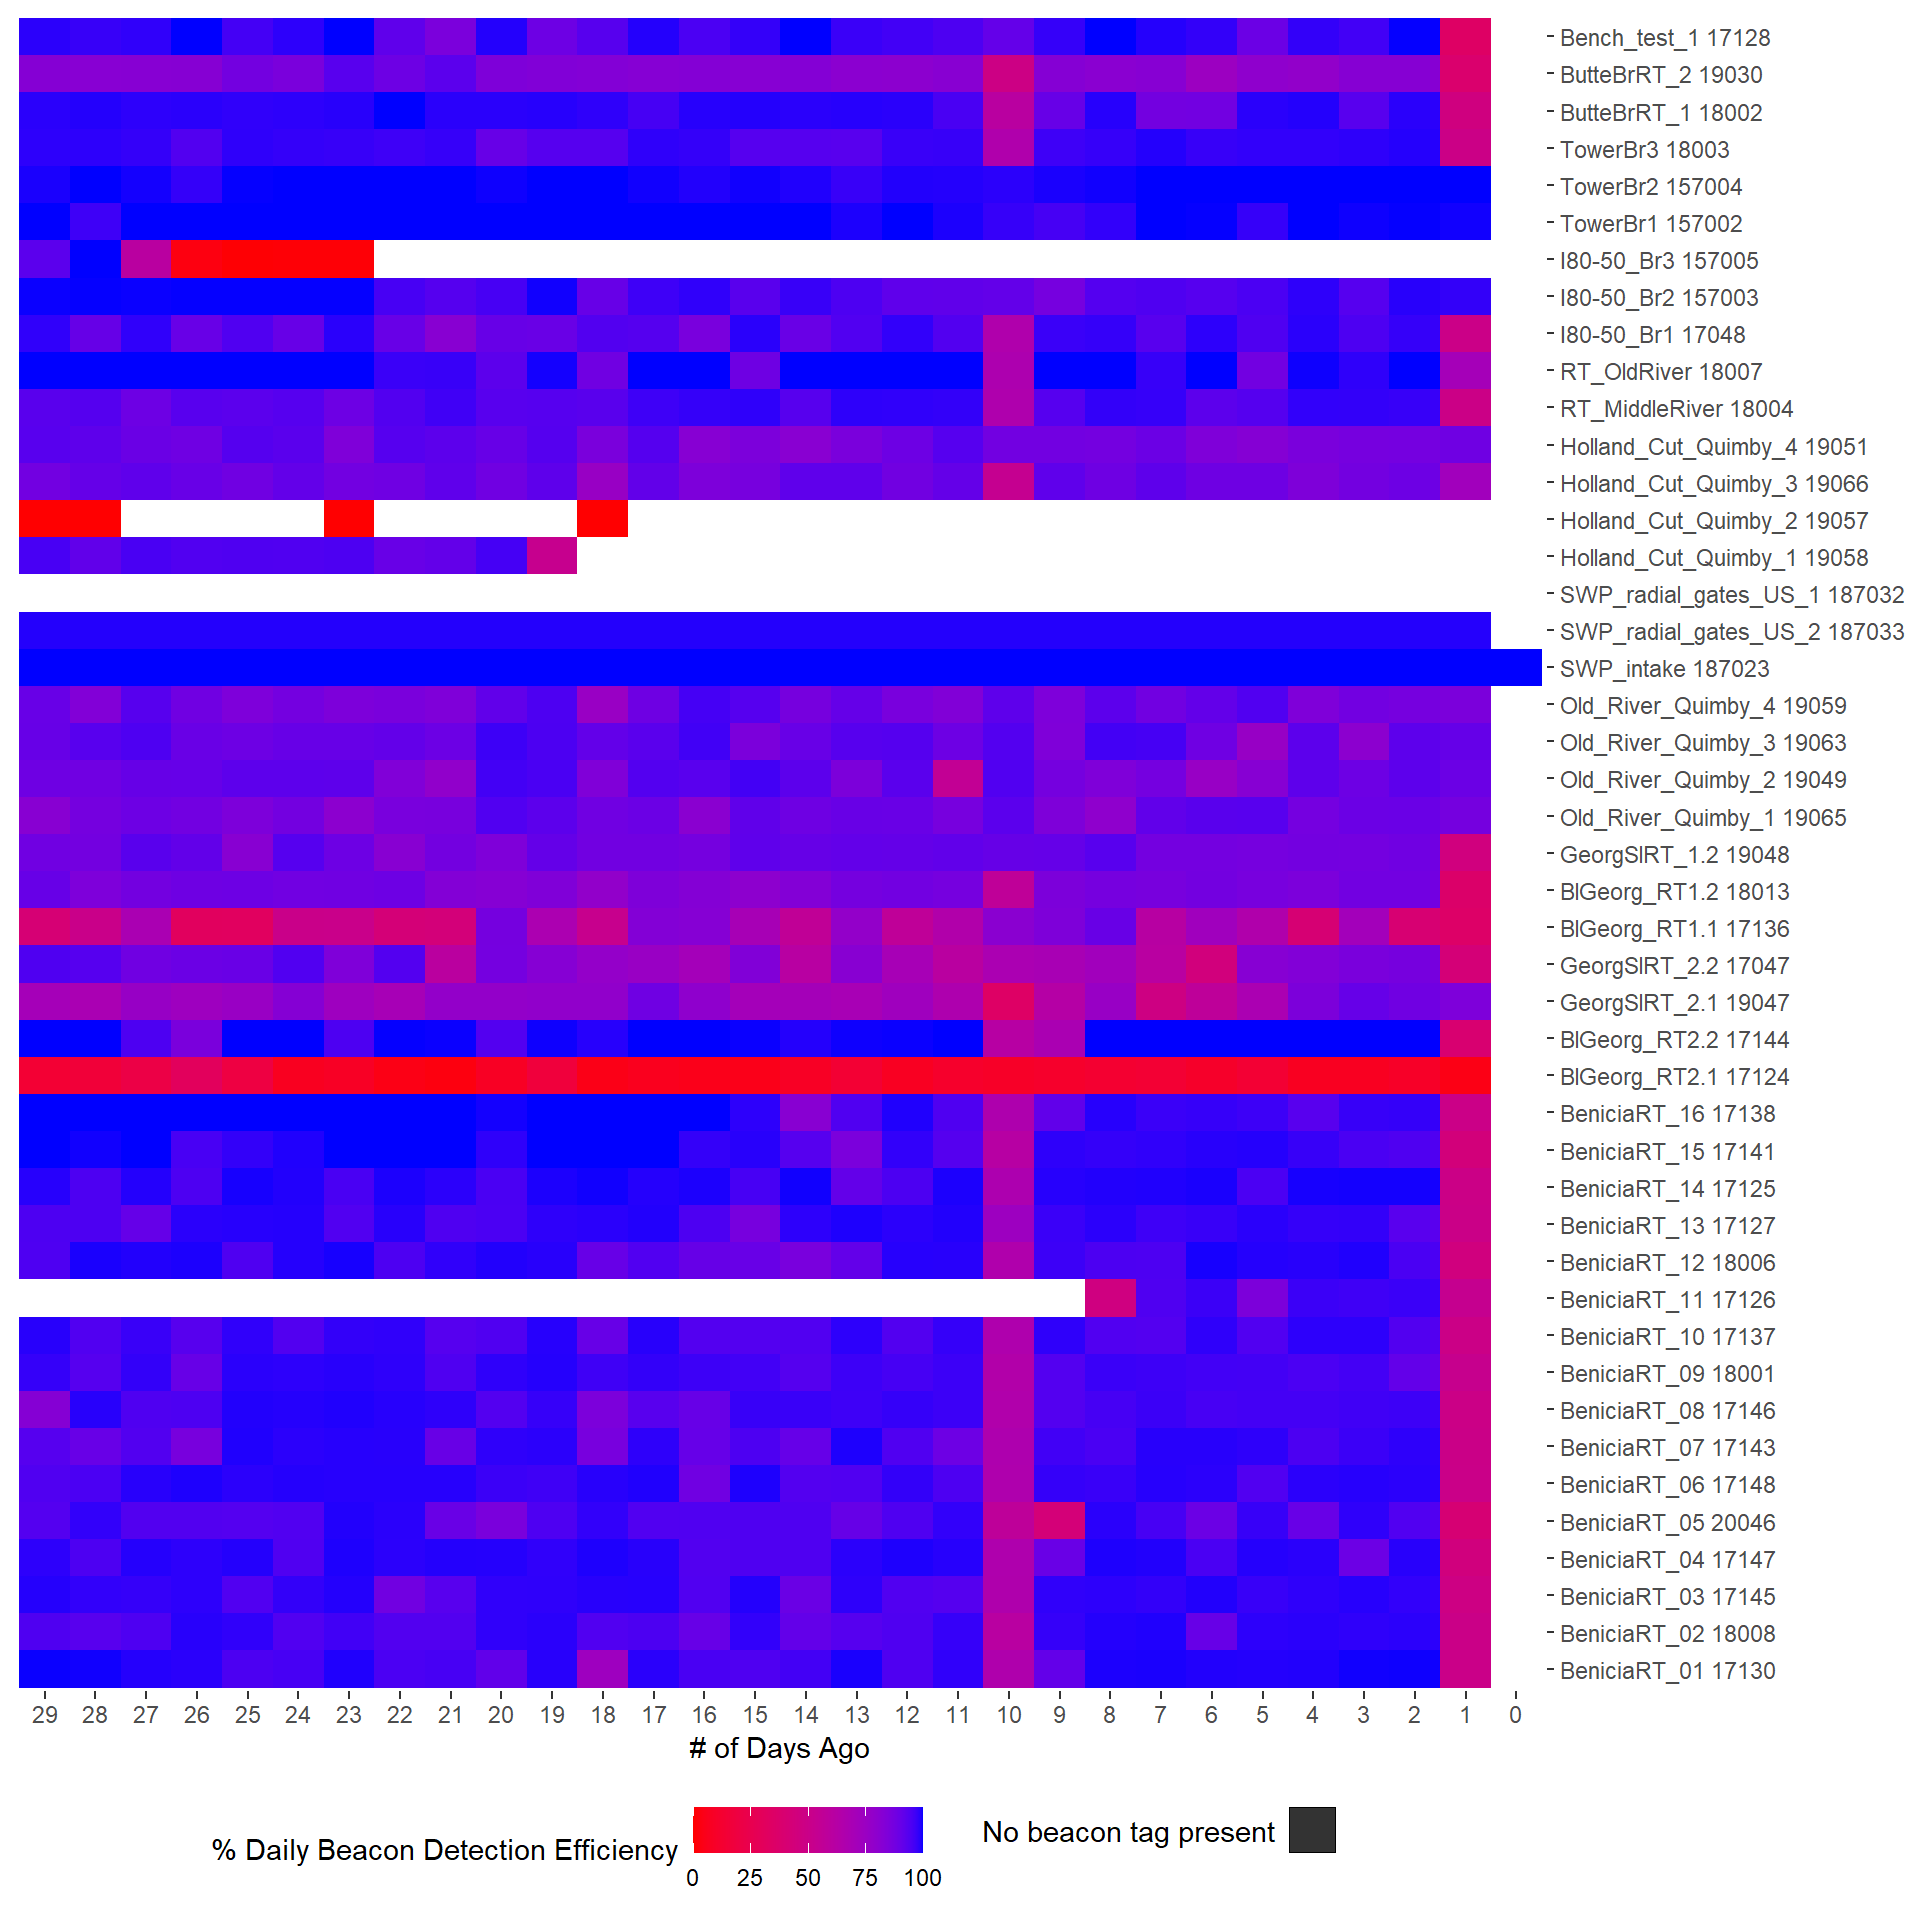 Bench_test_1 17128
ButteBrRT_2 19030
ButteBrRT_1 18002
TowerBr3 18003
TowerBr2 157004
TowerBr1 157002
I80-50_Br3 157005
I80-50_Br2 157003
I80-50_Br1 17048
RT_OldRiver 18007
RT_MiddleRiver 18004
Holland_Cut_Quimby_4 19051
Holland_Cut_Quimby_3 19066
Holland_Cut_Quimby_2 19057
Holland_Cut_Quimby_1 19058
SWP_radial_gates_US_1 187032
SWP_radial_gates_US_2 187033
SWP_intake 187023
Old_River_Quimby_4 19059
Old_River_Quimby_3 19063
Old_River_Quimby_2 19049
Old_River_Quimby_1 19065
GeorgSlRT_1.2 19048
BlGeorg_RT1.2 18013
BlGeorg_RT1.1 17136
GeorgSlRT_2.2 17047
GeorgSlRT_2.1 19047
BlGeorg_RT2.2 17144
BlGeorg_RT2.1 17124
BeniciaRT_16 17138
BeniciaRT_15 17141
BeniciaRT_14 17125
BeniciaRT_13 17127
BeniciaRT_12 18006
BeniciaRT_11 17126
BeniciaRT_10 17137
BeniciaRT_09 18001
BeniciaRT_08 17146
BeniciaRT_07 17143
BeniciaRT_06 17148
BeniciaRT_05 20046
BeniciaRT_04 17147
BeniciaRT_03 17145
BeniciaRT_02 18008
BeniciaRT_01 17130
29 28 27 26 25 24 23 22 21 20 19 18 17 16 15 14 13 12 11 10 9 8 7 6 5 4 3 2 1 0
# of Days Ago
% Daily Beacon Detection Efficiency
0 25 50 75 100
No beacon tag present